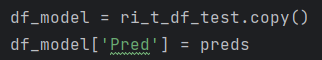 df_model = ri_t_df_test.copy()
df_model['Pred'] = preds